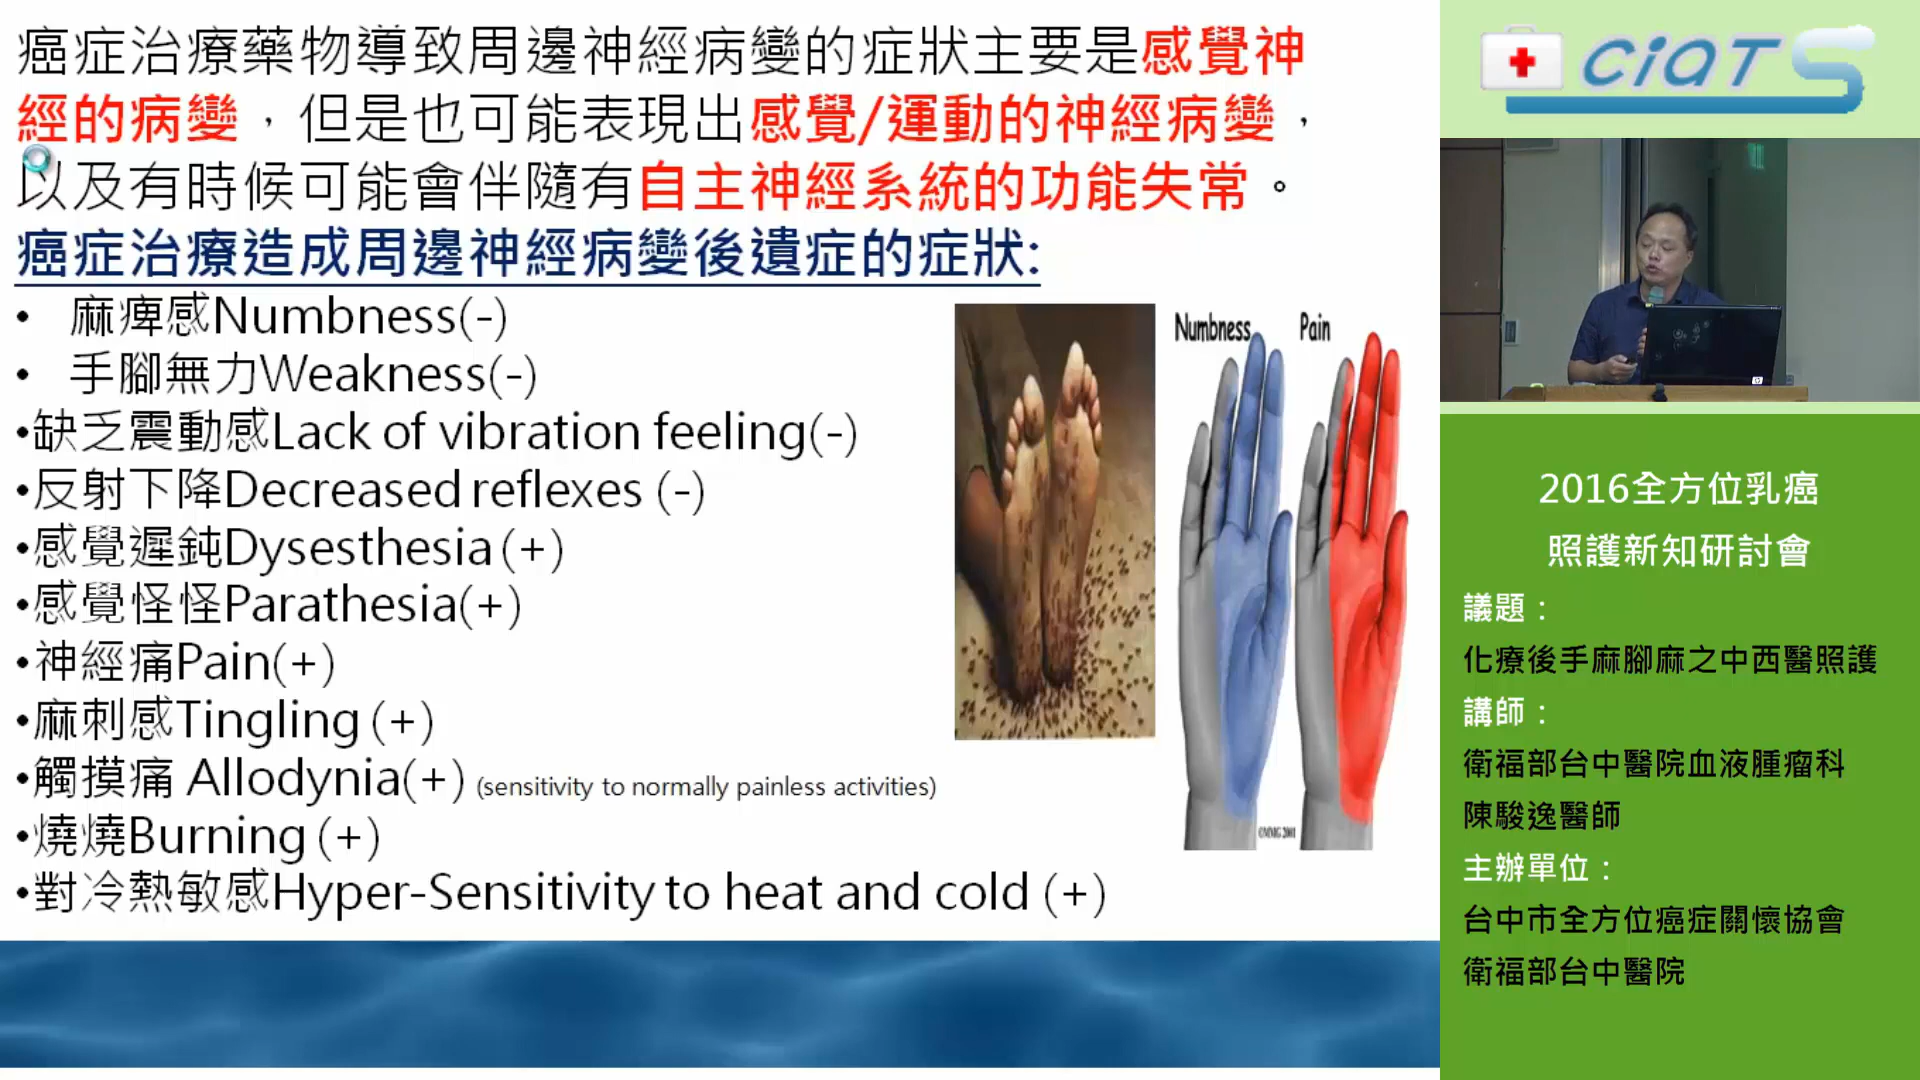 癌症治療藥物導致周邊神經病變的症狀主要是感覺神
經的病變，但是也可能表現出感覺/運動的神經病變，
以及有時候可能會伴隨有自主神經系統的功能失常。
癌症治療造成周邊神經病變後遺症的症狀:
• 麻痺感Numbness(-)
• 手腳無力Weakness(-)
•缺乏震動感Lack of vibration feeling(-)
•反射下降Decreased reflexes (-)
•感覺遲鈍Dysesthesia (+)
•感覺怪怪Parathesia(+)
•神經痛Pain(+)
•麻刺感Tingling (+)
•觸摸痛 Allodynia(+) (sensitivity to normally painless activities)
•燒燒Burning (+)
•對冷熱敏感Hyper-Sensitivity to heat and cold (+)
Numbness Pain
©MMG 2001
CiATS
2016全方位乳癌
照護新知研討會
議題：
化療後手麻腳麻之中西醫照護
講師：
衛福部台中醫院血液腫瘤科
陳駿逸醫師
主辦單位：
台中市全方位癌症關懷協會
衛福部台中醫院